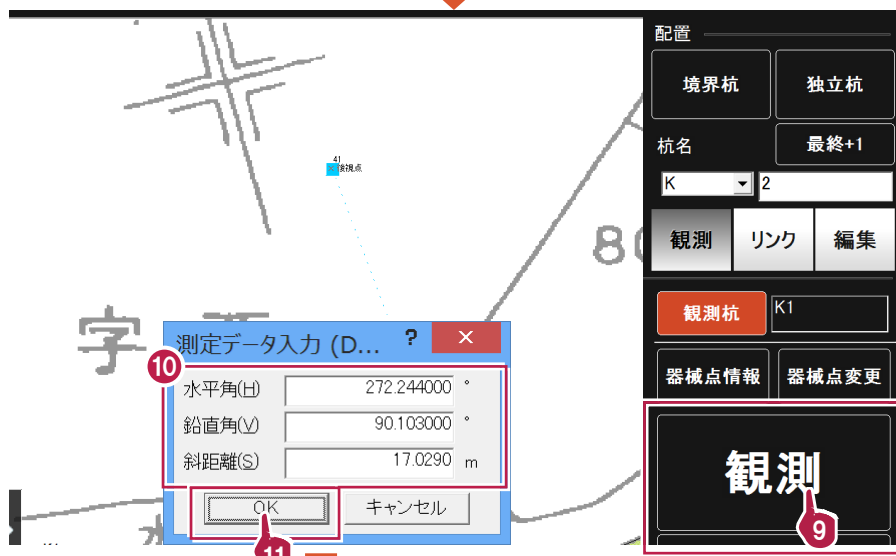 配置
境界杭 独立杭
杭名 最終+1
K 2
観測 リンク 編集
観測杭 K1
器械点情報 器械点変更
観測
9
41
後視点
80
字
測定データ入力 (D... ? ×
10
水平角(H) 272.244000 °
鉛直角(V) 90.103000 °
斜距離(S) 17.0290 m
OK キャンセル
11